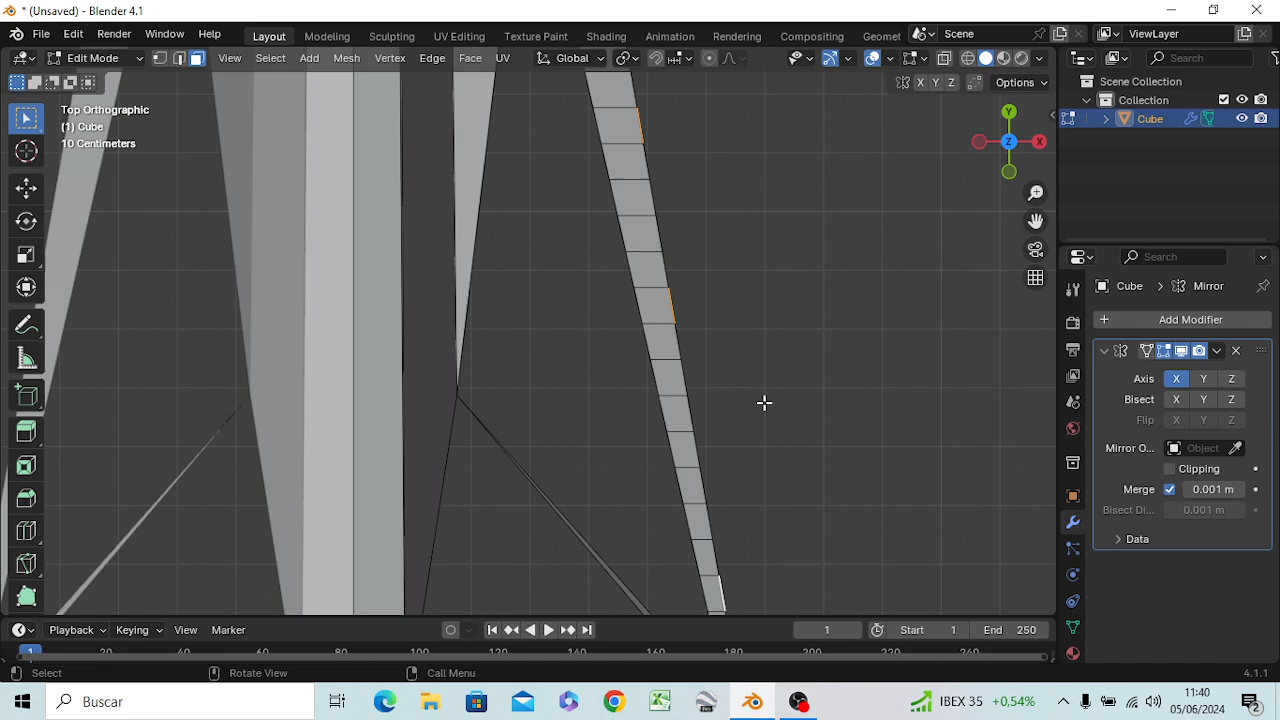 * (Unsaved) - Blender 4.1
File Edit Render Window Help Layout Modeling Sculpting UV Editing Texture Paint Shading Animation Rendering Compositing Geomet Scene ViewLayer
Edit Mode View Select Add Mesh Vertex Edge Face UV Global Search
X Y Z Options
Scene Collection
Collection
Cube
Top Orthographic
(1) Cube
10 Centimeters
Y
Z X
Search
Cube > Mirror
+ Add Modifier
Axis X Y Z
Bisect X Y Z
Flip X Y Z
Mirror O... Object
Clipping
Merge 0.001 m
Bisect Di... 0.001 m
> Data
Playback Keying View Marker 1 Start 1 End 250
1 20 40 60 80 100 120 140 160 180 200 220 240
Select Rotate View Call Menu 4.1.1
Buscar IBEX 35 +0,54% 11:40
05/06/2024 2